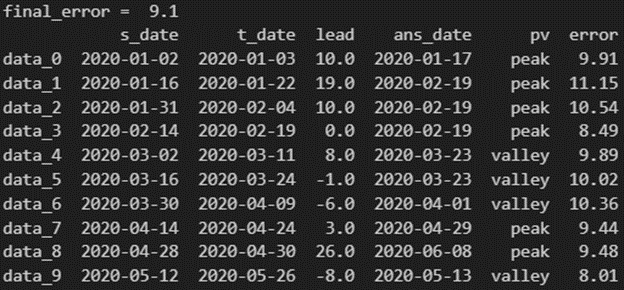 final_error =  9.1
            s_date      t_date  lead    ans_date      pv  error
data_0  2020-01-02  2020-01-03  10.0  2020-01-17    peak   9.91
data_1  2020-01-16  2020-01-22  19.0  2020-02-19    peak  11.15
data_2  2020-01-31  2020-02-04  10.0  2020-02-19    peak  10.54
data_3  2020-02-14  2020-02-19   0.0  2020-02-19    peak   8.49
data_4  2020-03-02  2020-03-11   8.0  2020-03-23  valley   9.89
data_5  2020-03-16  2020-03-24  -1.0  2020-03-23  valley  10.02
data_6  2020-03-30  2020-04-09  -6.0  2020-04-01  valley  10.36
data_7  2020-04-14  2020-04-24   3.0  2020-04-29    peak   9.44
data_8  2020-04-28  2020-04-30  26.0  2020-06-08    peak   9.48
data_9  2020-05-12  2020-05-26  -8.0  2020-05-13  valley   8.01